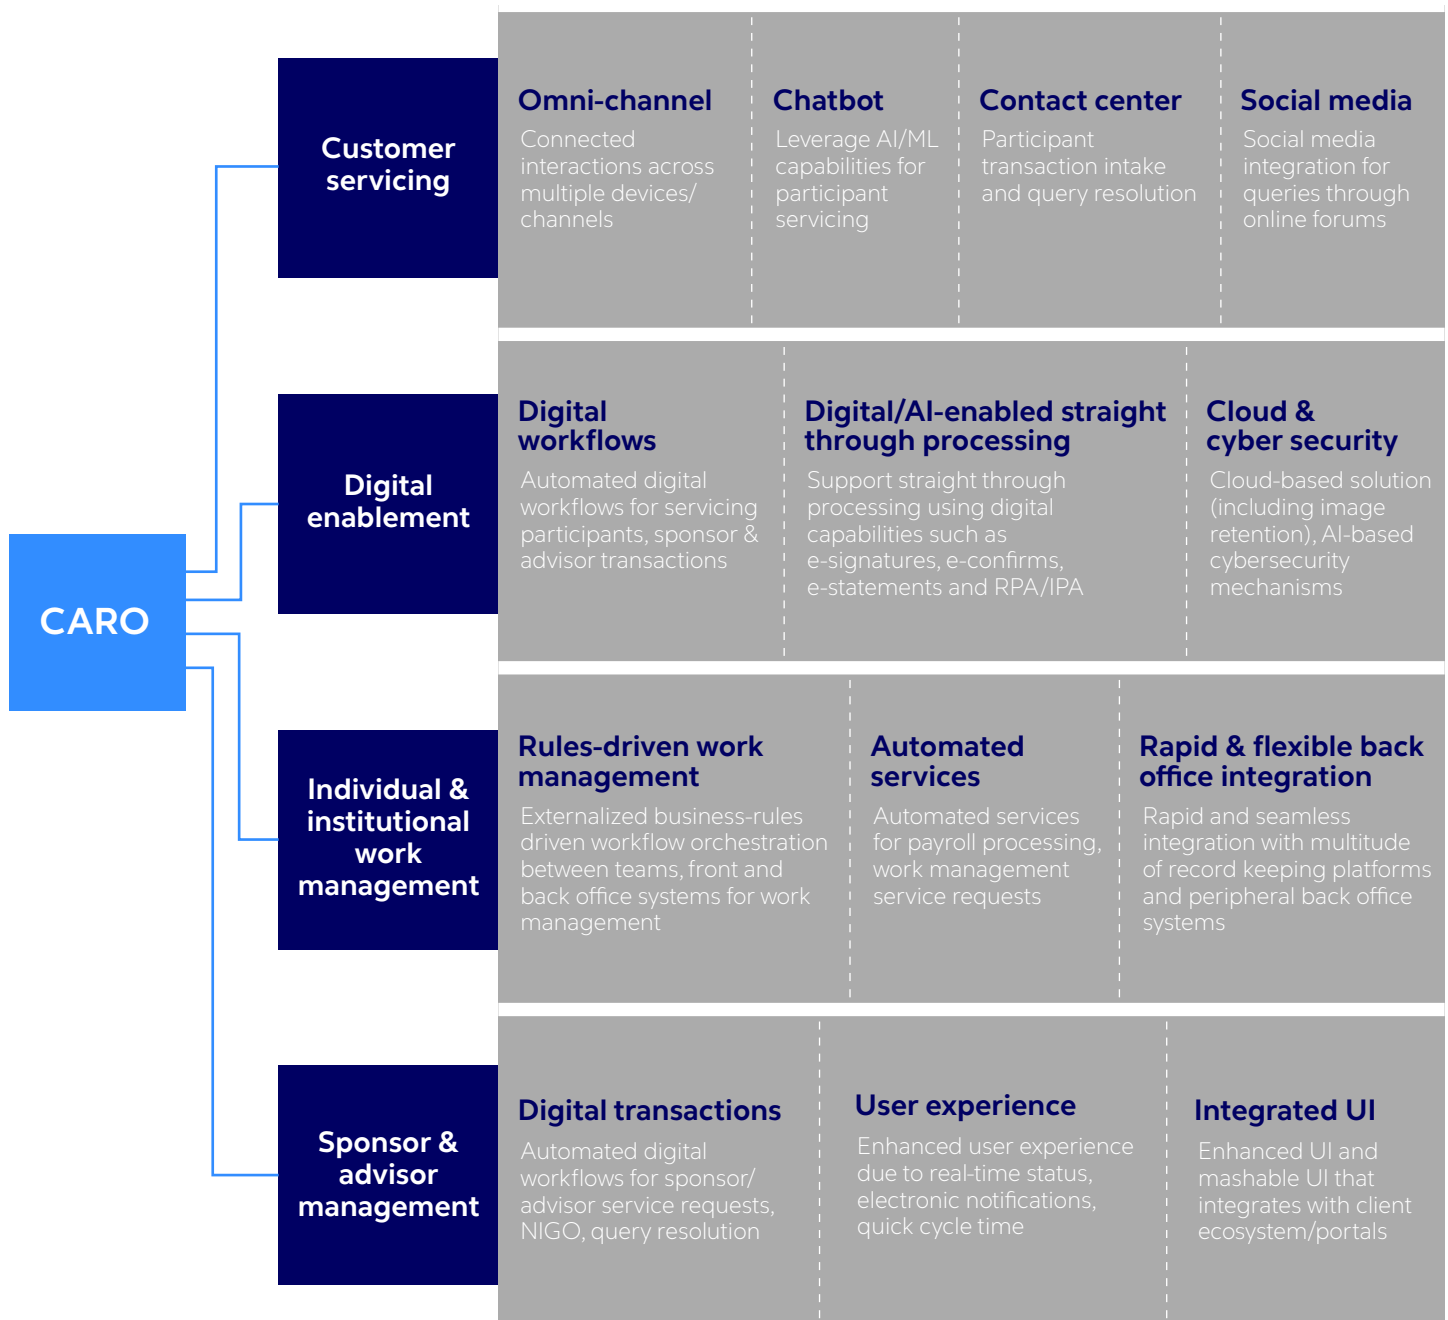 CARO
Customer
servicing
Omni-channel
Connected
interactions across
multiple devices/
channels
Chatbot
Leverage AI/ML
capabilities for
participant
servicing
Contact center
Participant
transaction intake
and query resolution
Social media
Social media
integration for
queries through
online forums
Digital
enablement
Digital
workflows
Automated digital
workflows for servicing
participants, sponsor &
advisor transactions
Digital/AI-enabled straight
through processing
Support straight through
processing using digital
capabilities such as
e-signatures, e-confirms,
e-statements and RPA/IPA
Cloud &
cyber security
Cloud-based solution
(including image
retention), AI-based
cybersecurity
mechanisms
Individual &
institutional
work
management
Rules-driven work
management
Externalized business-rules
driven workflow orchestration
between teams, front and
back office systems for work
management
Automated
services
Automated services
for payroll processing,
work management
service requests
Rapid & flexible back
office integration
Rapid and seamless
integration with multitude
of record keeping platforms
and peripheral back office
systems
Sponsor &
advisor
management
Digital transactions
Automated digital
workflows for sponsor/
advisor service requests,
NIGO, query resolution
User experience
Enhanced user experience
due to real-time status,
electronic notifications,
quick cycle time
Integrated UI
Enhanced UI and
mashable UI that
integrates with client
ecosystem/portals